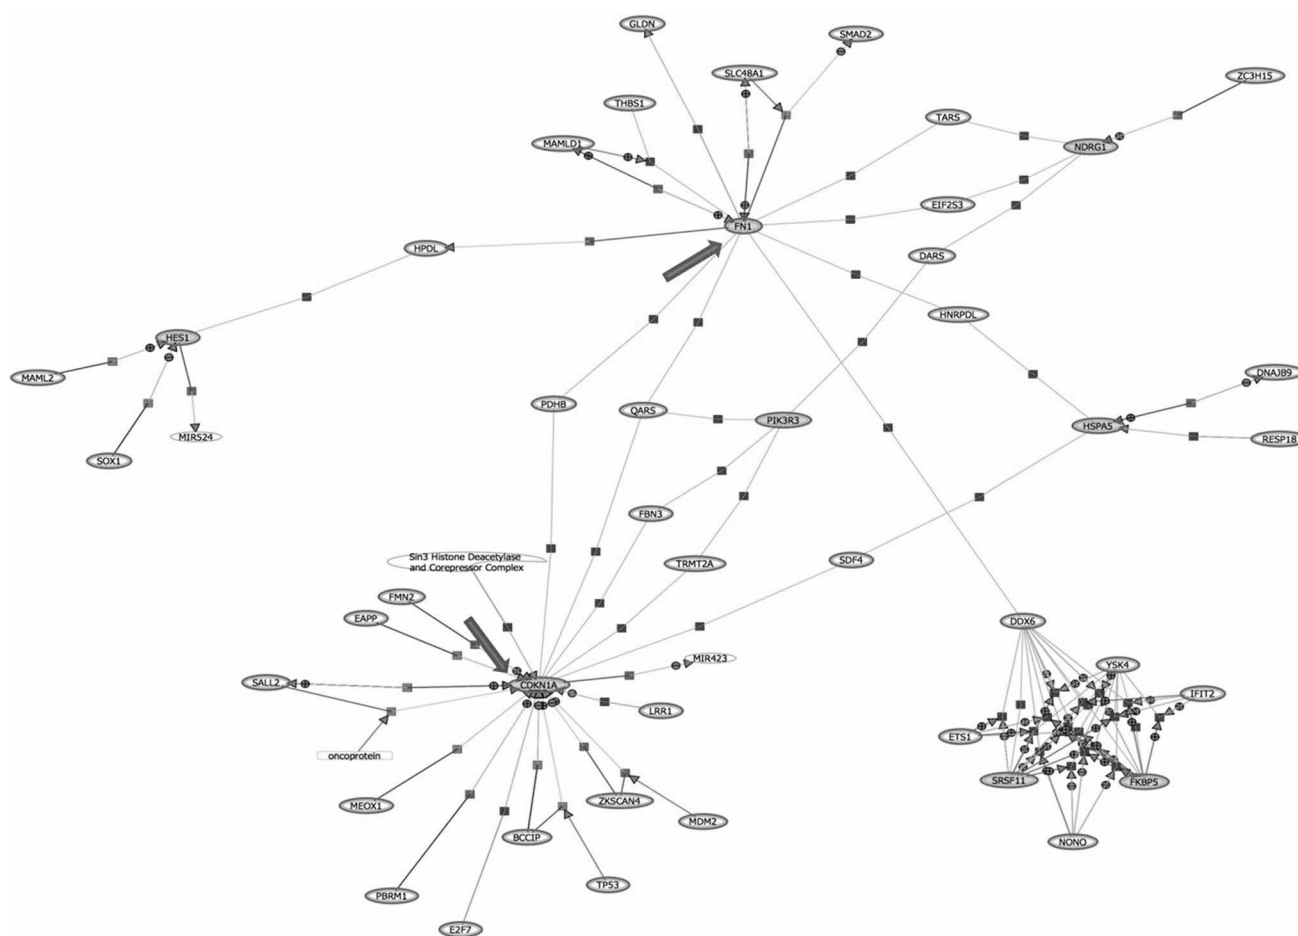 GLDN
SMAD2
SLC48A1
ZC3H15
THBS1
TARS
MAMLD1
NDRG1
EIF2S3
FN1
HPDL
DARS
HNRPDL
HES1
MAML2
DNAJB9
PDHB
QARS
PIK3R3
HSPA5
MIR524
RESP18
SOX1
FBN3
Sin3 Histone Deacetylase
and Corepressor Complex
TRMT2A
SDF4
FMN2
EAPP
DDX6
MIR423
YSK4
SALL2
CDKN1A
IFIT2
LRR1
ETS1
oncoprotein
SRSF11
FKBP5
MEOX1
ZKSCAN4
MDM2
BCCIP
NONO
TP53
PBRM1
E2F7